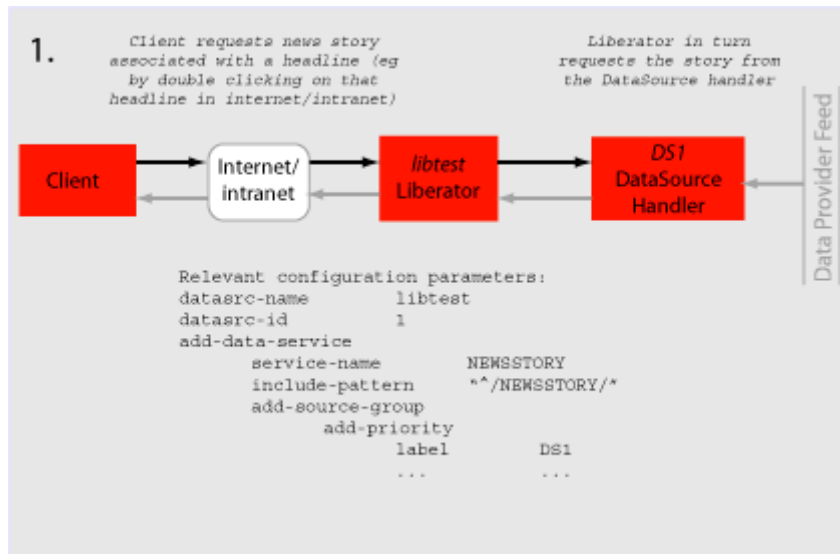 1.
Client requests news story
associated with a headline (eg
by double clicking on that
headline in internet/intranet)
Liberator in turn
requests the story from
the DataSource handler
Client
Internet/
intranet
libtest
Liberator
DS1
DataSource
Handler
Data Provider Feed
Relevant configuration parameters:
datasrc-name libtest
datasrc-id 1
add-data-service
service-name NEWSSTORY
include-pattern "^/NEWSSTORY/"
add-source-group
add-priority
label DS1
... ...